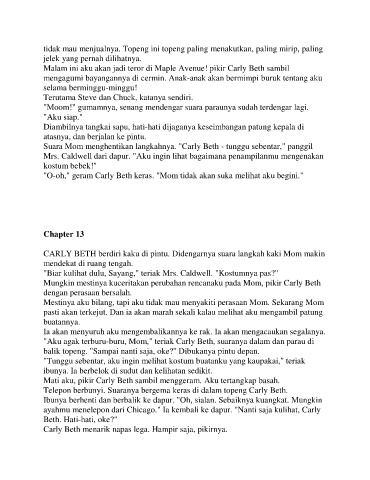 tidak mau menjualnya. Topeng ini topeng paling menakutkan, paling mirip, paling
jelek yang pernah dilihatnya.
Malam ini aku akan jadi teror di Maple Avenue! pikir Carly Beth sambil
mengagumi bayangannya di cermin. Anak-anak akan bermimpi buruk tentang aku
selama berminggu-minggu!
Terutama Steve dan Chuck, katanya sendiri.
"Moom!" gumamnya, senang mendengar suara paraunya sudah terdengar lagi.
"Aku siap."
Diambilnya tangkai sapu, hati-hati dijaganya keseimbangan patung kepala di
atasnya, dan berjalan ke pintu.
Suara Mom menghentikan langkahnya. "Carly Beth - tunggu sebentar," panggil
Mrs. Caldwell dari dapur. "Aku ingin lihat bagaimana penampilanmu mengenakan
kostum bebek!"
"O-oh," geram Carly Beth keras. "Mom tidak akan suka melihat aku begini."
Chapter 13
CARLY BETH berdiri kaku di pintu. Didengarnya suara langkah kaki Mom makin
mendekat di ruang tengah.
"Biar kulihat dulu, Sayang," teriak Mrs. Caldwell. "Kostumnya pas?"
Mungkin mestinya kuceritakan perubahan rencanaku pada Mom, pikir Carly Beth
dengan perasaan bersalah.
Mestinya aku bilang, tapi aku tidak mau menyakiti perasaan Mom. Sekarang Mom
pasti akan terkejut. Dan ia akan marah sekali kalau melihat aku mengambil patung
buatannya.
Ia akan menyuruh aku mengembalikannya ke rak. Ia akan mengacaukan segalanya.
"Aku agak terburu-buru, Mom," teriak Carly Beth, suaranya dalam dan parau di
balik topeng. "Sampai nanti saja, oke?" Dibukanya pintu depan.
"Tunggu sebentar, aku ingin melihat kostum buatanku yang kaupakai," teriak
ibunya. Ia berbelok di sudut dan kelihatan sedikit.
Mati aku, pikir Carly Beth sambil menggeram. Aku tertangkap basah.
Telepon berbunyi. Suaranya bergema keras di dalam topeng Carly Beth.
Ibunya berhenti dan berbalik ke dapur. "Oh, sialan. Sebaiknya kuangkat. Mungkin
ayahmu menelepon dari Chicago." Ia kembali ke dapur. "Nanti saja kulihat, Carly
Beth. Hati-hati, oke?"
Carly Beth menarik napas lega. Hampir saja, pikirnya.